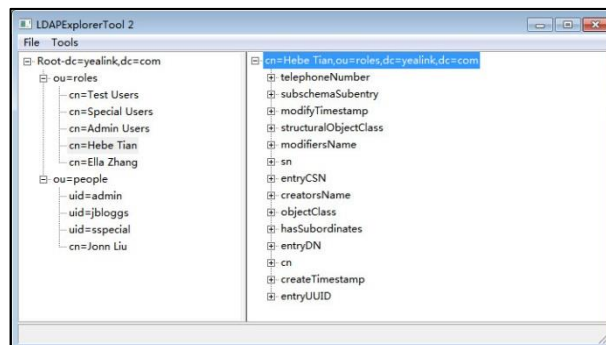 LDAPExplorerTool 2
File Tools
Root-dc=yealink,dc=com
ou=roles
cn=Test Users
cn=Special Users
cn=Admin Users
cn=Hebe Tian
cn=Ella Zhang
ou=people
uid=admin
uid=jbloggs
uid=sspecial
cn=Jonn Liu
cn=Hebe Tian,ou=roles,dc=yealink,dc=com
telephoneNumber
subschemaSubentry
modifyTimestamp
structuralObjectClass
modifiersName
sn
entryCSN
creatorsName
objectClass
hasSubordinates
entryDN
cn
createTimestamp
entryUUID